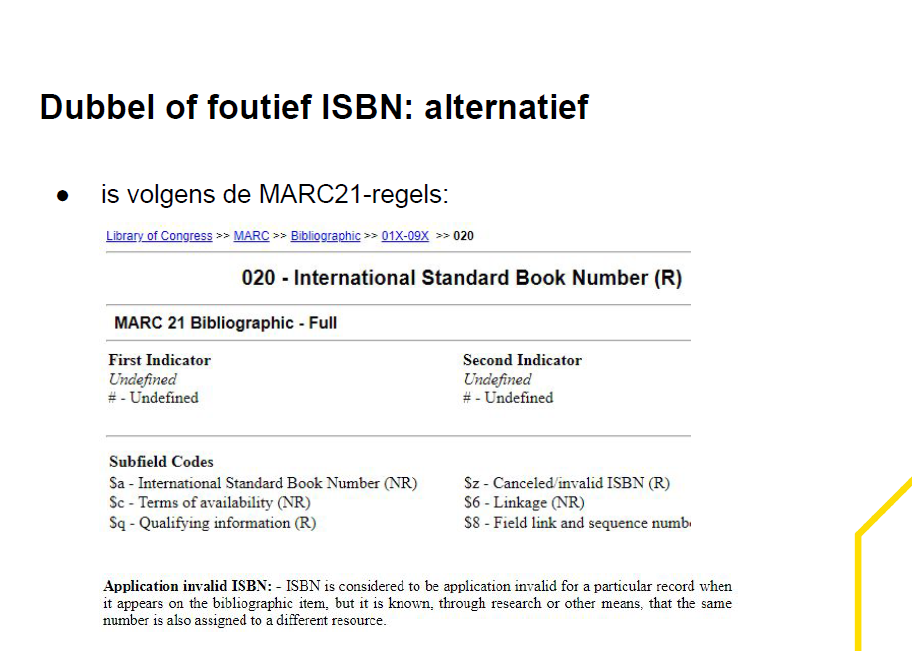 Dubbel of foutief ISBN: alternatief
● is volgens de MARC21-regels:
Library of Congress >> MARC >> Bibliographic >> 01X-09X >> 020
020 - International Standard Book Number (R)
MARC 21 Bibliographic - Full
First Indicator
Undefined
# - Undefined
Second Indicator
Undefined
# - Undefined
Subfield Codes
$a - International Standard Book Number (NR)
$c - Terms of availability (NR)
$q - Qualifying information (R)
$z - Canceled/invalid ISBN (R)
$6 - Linkage (NR)
$8 - Field link and sequence numb
Application invalid ISBN: - ISBN is considered to be application invalid for a particular record when
it appears on the bibliographic item, but it is known, through research or other means, that the same
number is also assigned to a different resource.